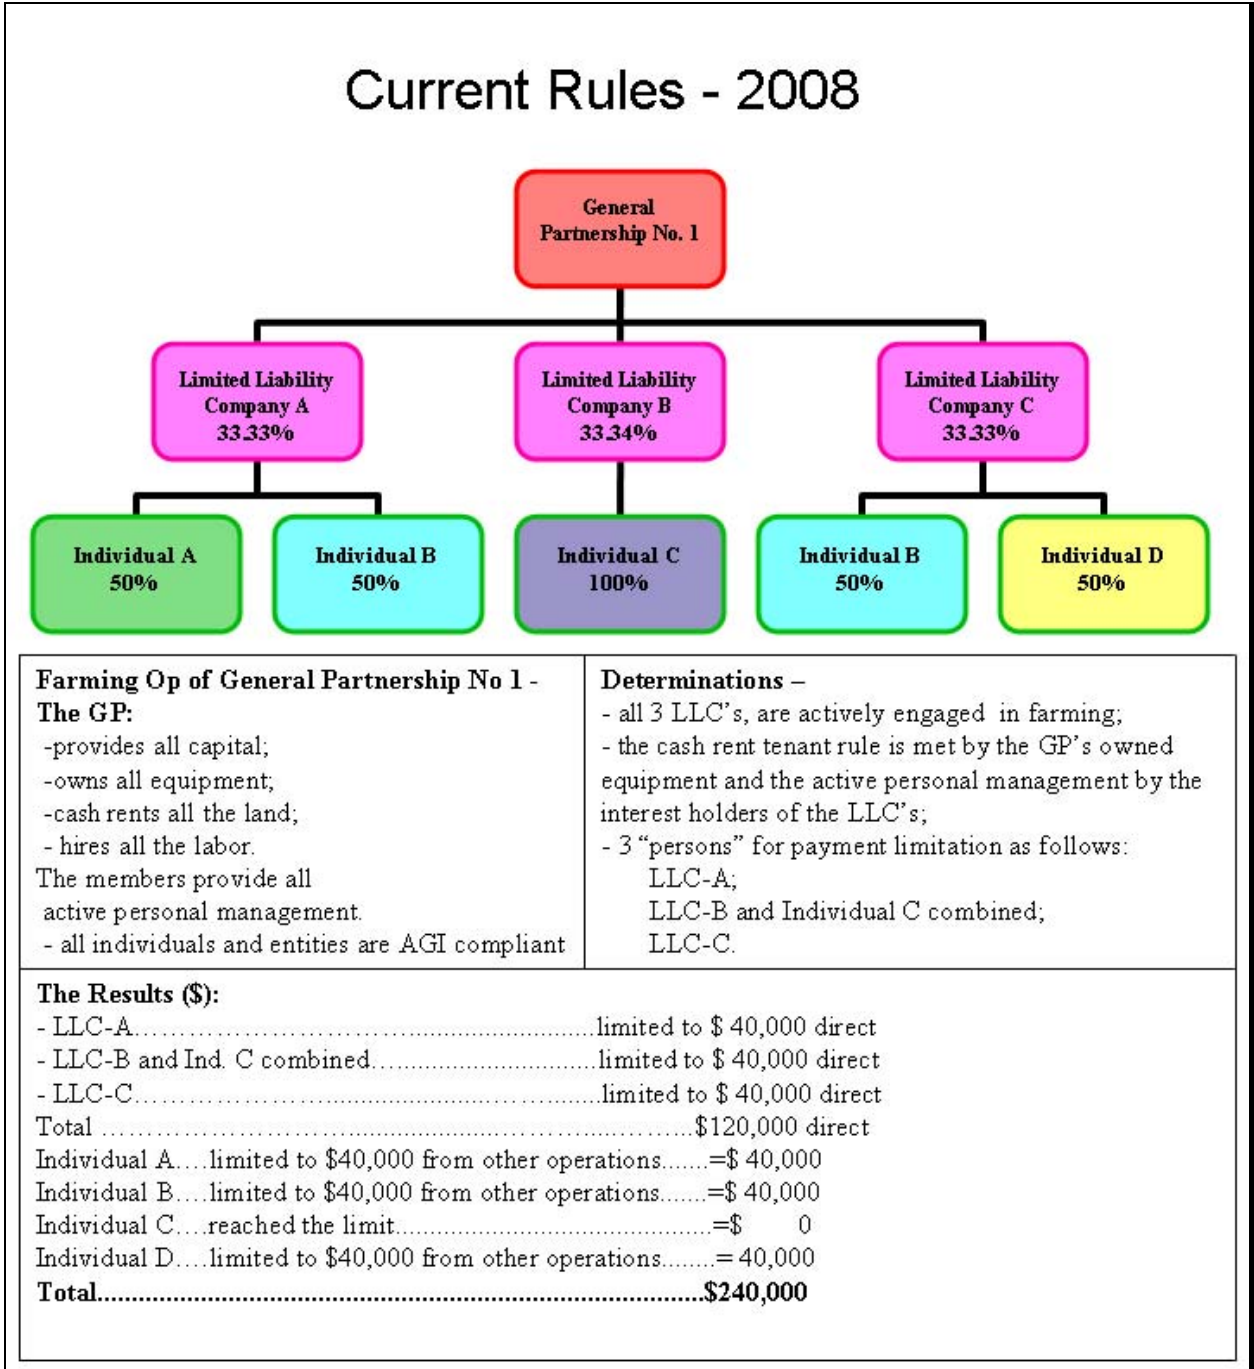 Current Rules - 2008
General
Partnership No. 1
Limited Liability
Company A
33.33%
Limited Liability
Company B
33.34%
Limited Liability
Company C
33.33%
Individual A
50%
Individual B
50%
Individual C
100%
Individual B
50%
Individual D
50%
Farming Op of General Partnership No 1 -
The GP:
-provides all capital;
-owns all equipment;
-cash rents all the land;
- hires all the labor.
The members provide all
active personal management.
- all individuals and entities are AGI compliant
Determinations –
- all 3 LLC's, are actively engaged in farming;
- the cash rent tenant rule is met by the GP's owned
equipment and the active personal management by the
interest holders of the LLC's;
- 3 "persons" for payment limitation as follows:
LLC-A;
LLC-B and Individual C combined;
LLC-C.
The Results ($):
- LLC-A..................................................limited to $ 40,000 direct
- LLC-B and Ind. C combined..............................limited to $ 40,000 direct
- LLC-C..................................................limited to $ 40,000 direct
Total ..................................................$120,000 direct
Individual A....limited to $40,000 from other operations.......=$ 40,000
Individual B....limited to $40,000 from other operations.......=$ 40,000
Individual C....reached the limit..............................=$ 0
Individual D....limited to $40,000 from other operations........= 40,000
Total..................................................$240,000